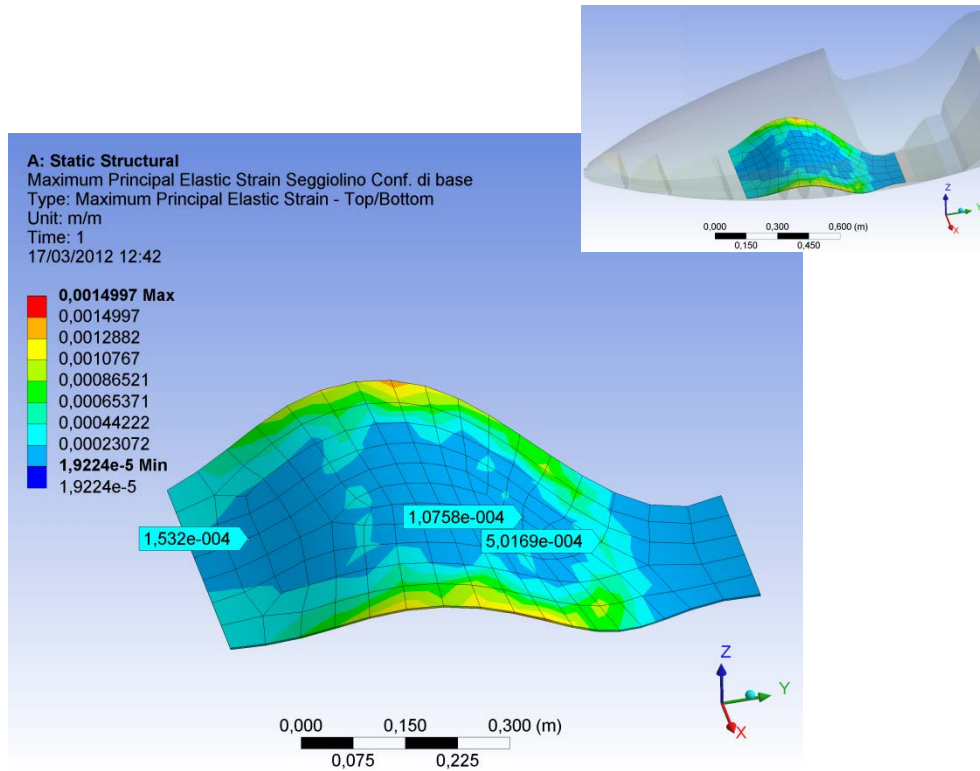 Z
Y
X
0,000
0,300
0,600 (m)
0,150
0,450
A: Static Structural
Maximum Principal Elastic Strain Seggiolino Conf. di base
Type: Maximum Principal Elastic Strain - Top/Bottom
Unit: m/m
Time: 1
17/03/2012 12:42
0,0014997 Max
0,0014997
0,0012882
0,0010767
0,00086521
0,00065371
0,00044222
0,00023072
1,9224e-5 Min
1,9224e-5
1,532e-004
1,0758e-004
5,0169e-004
Z
Y
X
0,000
0,150
0,300 (m)
0,075
0,225